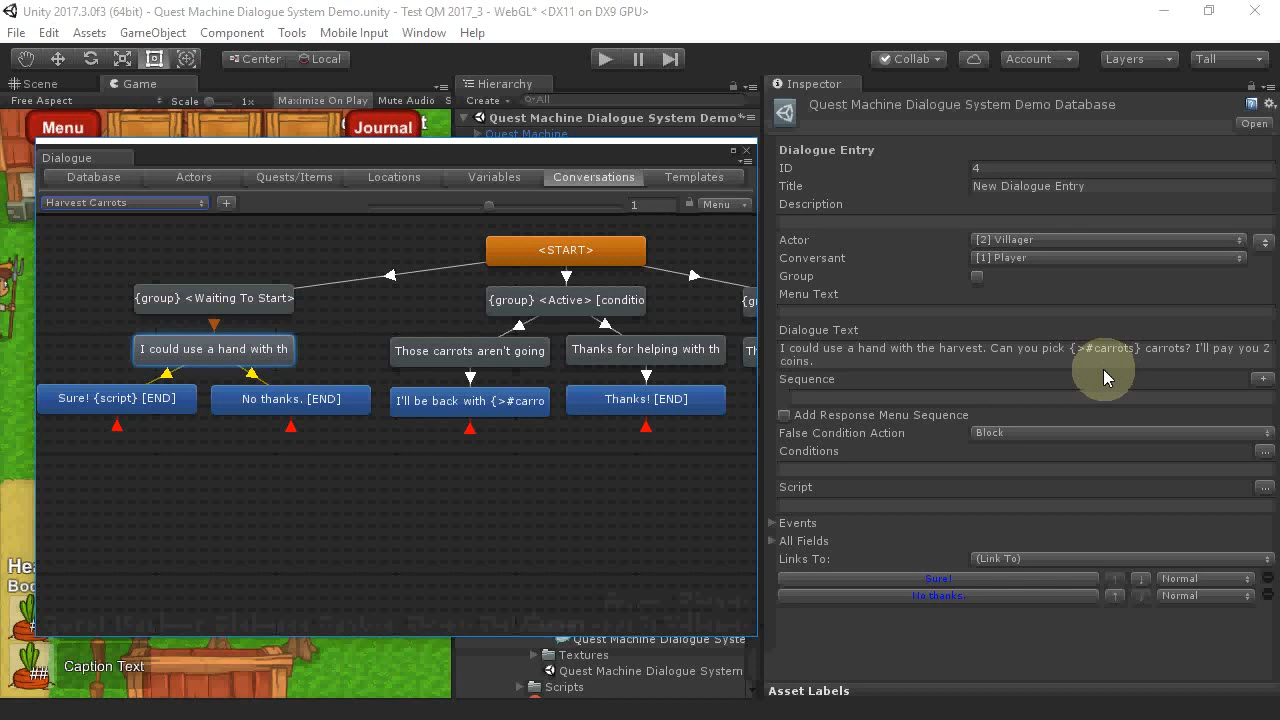 Unity 2017.3.0f3 (64bit) - Quest Machine Dialogue System Demo.unity - Test QM 2017_3 - WebGL* <DX11 on DX9 GPU>
File Edit Assets GameObject Component Tools Mobile Input Window Help
Center Local Collab Account Layers Tall
Scene Game Hierarchy Inspector
Free Aspect Scale 1x Maximize On Play Mute Audio S Create All
Quest Machine Dialogue System Demo Database
Open
Menu Journal t
Quest Machine Dialogue System Demo*
Quest Machine
Dialogue
Database Actors Quests/Items Locations Variables Conversations Templates
Harvest Carrots + 1 Menu
<START>
{group} <Waiting To Start> {group} <Active> [conditio {g
I could use a hand with th Those carrots aren't going Thanks for helping with th Th
Sure! {script} [END] No thanks. [END] I'll be back with {>#carro Thanks! [END]
Dialogue Entry
ID 4
Title New Dialogue Entry
Description
Actor [2] Villager
Conversant [1] Player
Group
Menu Text
Dialogue Text
I could use a hand with the harvest. Can you pick {>#carrots} carrots? I'll pay you 2
coins.
Sequence +
Add Response Menu Sequence
False Condition Action Block
Conditions ...
Script ...
Events
All Fields
Links To: (Link To)
Sure! ↑ ↓ Normal
No thanks. ↑ ↓ Normal
Asset Labels
Hea
Boo
##
Caption Text
Quest Machine Dialogue Syste
Textures
Quest Machine Dialogue System
Scripts